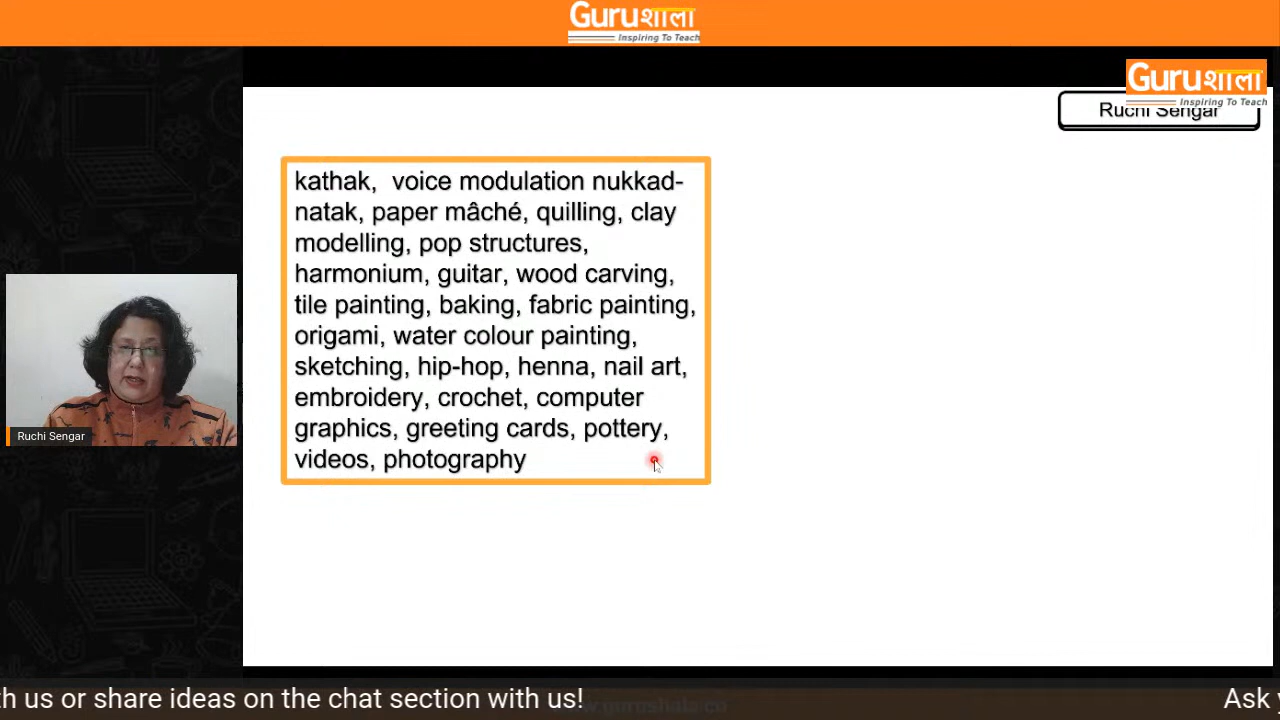 Guruशाला
Inspiring To Teach
Guruशाला
Inspiring To Teach
Ruchi Sengar
kathak, voice modulation nukkad-
natak, paper mâché, quilling, clay
modelling, pop structures,
harmonium, guitar, wood carving,
tile painting, baking, fabric painting,
origami, water colour painting,
sketching, hip-hop, henna, nail art,
embroidery, crochet, computer
graphics, greeting cards, pottery,
videos, photography
Ruchi Sengar
th us or share ideas on the chat section with us!
Ask